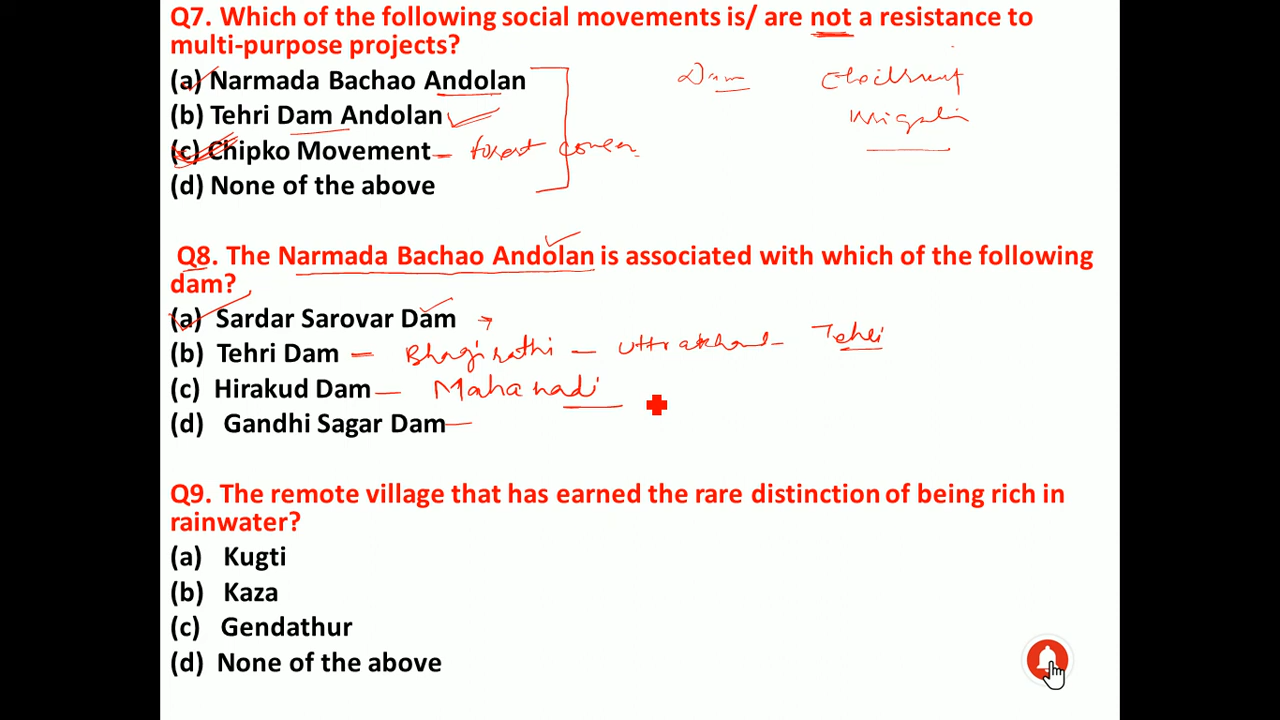 Q7. Which of the following social movements is/ are not a resistance to
multi-purpose projects?
(a) Narmada Bachao Andolan
Dam
(b) Tehri Dam Andolan
(c) Chipko Movement - forest
(d) None of the above
Q8. The Narmada Bachao Andolan is associated with which of the following
dam?
(a) Sardar Sarovar Dam
(b) Tehri Dam - Bhagirathi - Uttrakhand - Tehri
(c) Hirakud Dam - Mahanadi
(d) Gandhi Sagar Dam -
Q9. The remote village that has earned the rare distinction of being rich in
rainwater?
(a) Kugti
(b) Kaza
(c) Gendathur
(d) None of the above